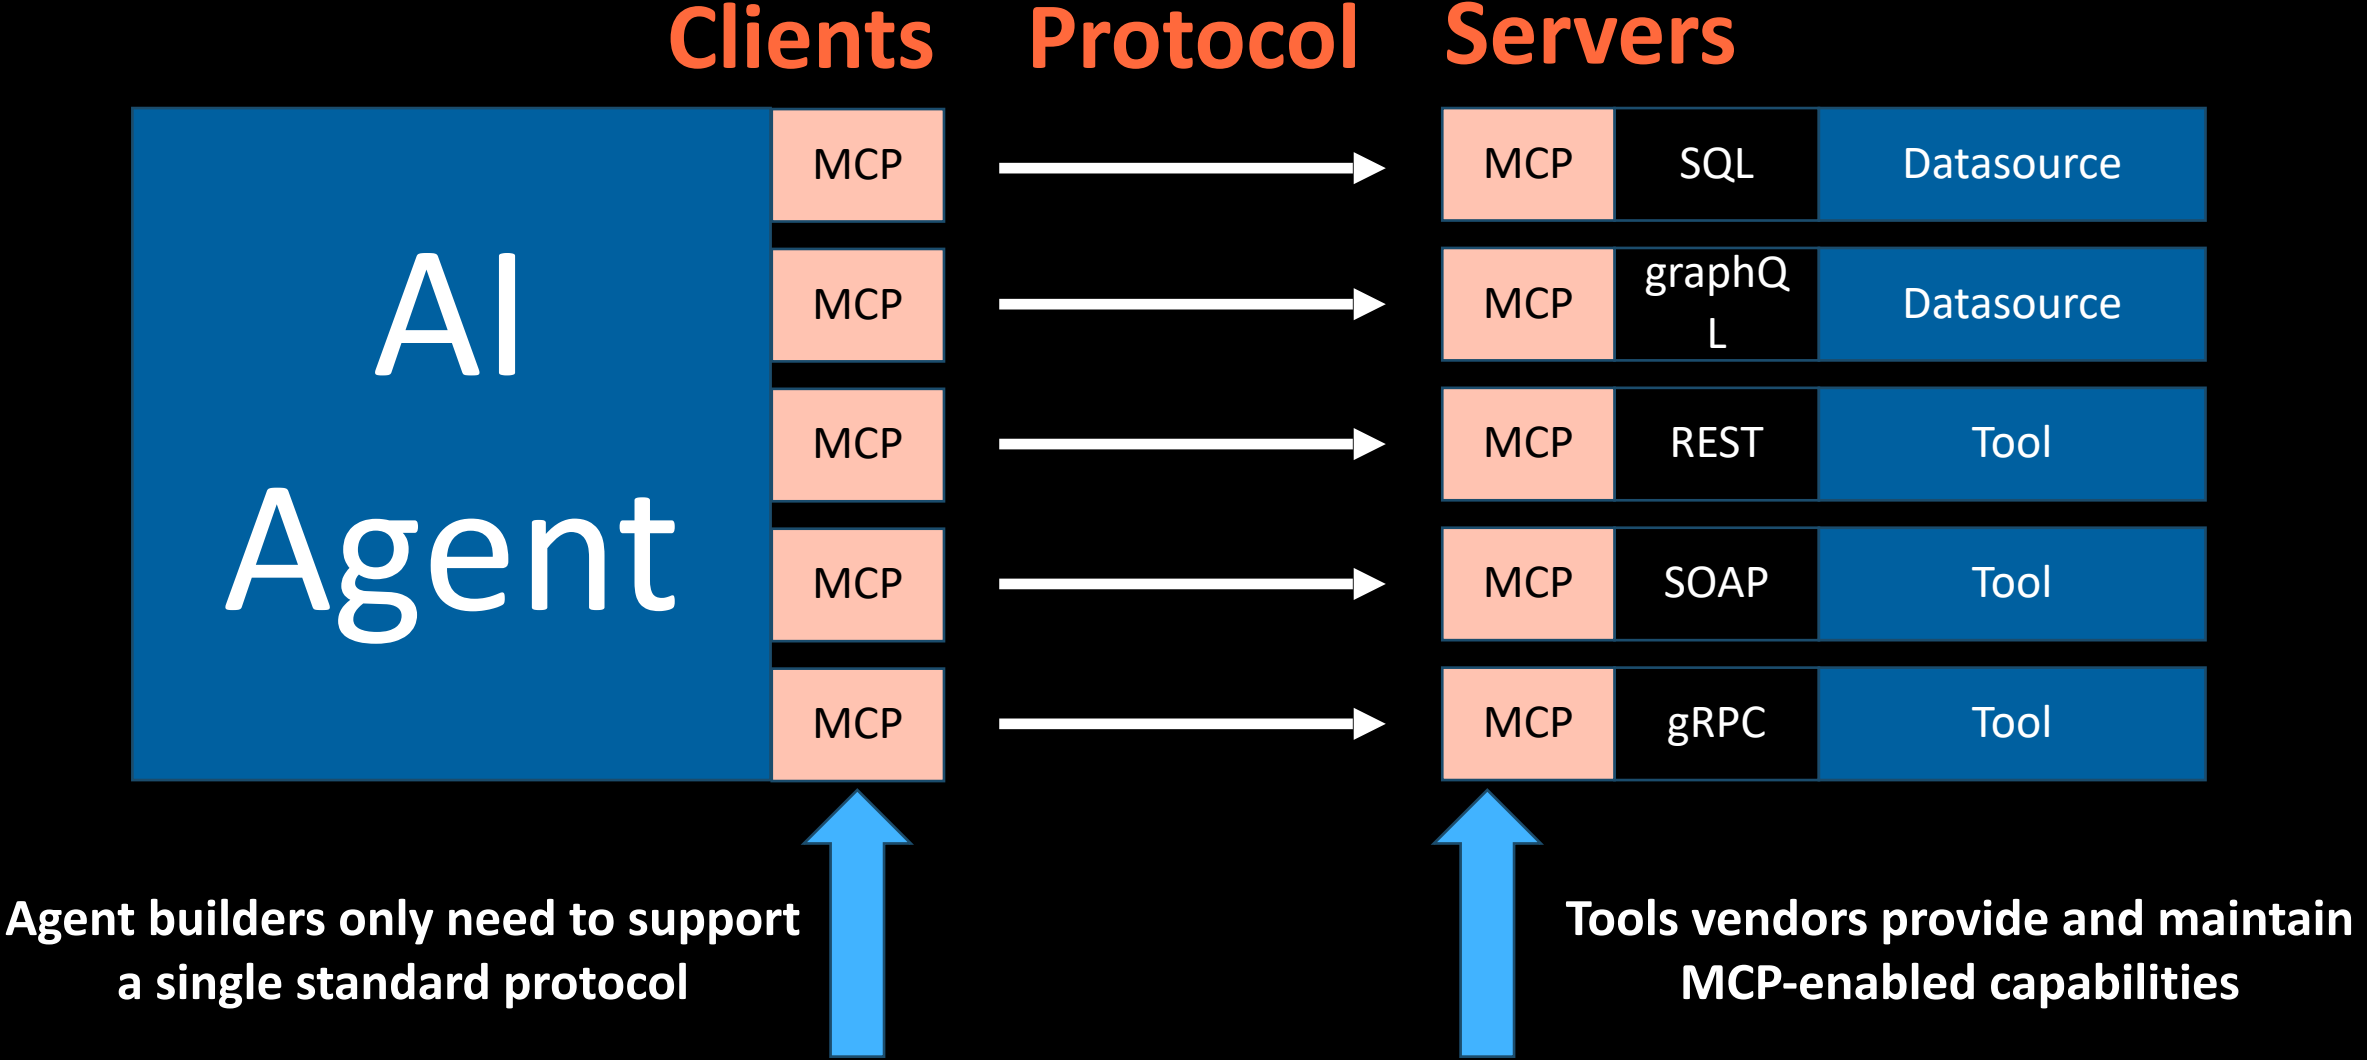 Clients Protocol Servers
AI
Agent
MCP
MCP
MCP
MCP
MCP
MCP SQL Datasource
MCP graphQ
L Datasource
MCP REST Tool
MCP SOAP Tool
MCP gRPC Tool
Agent builders only need to support
a single standard protocol
Tools vendors provide and maintain
MCP-enabled capabilities